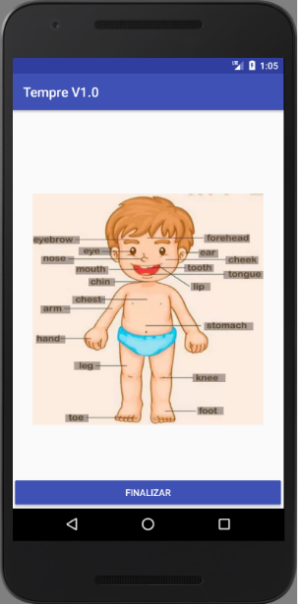 1:05
Tempre V1.0
eyebrow
forehead
eye
ear
nose
cheek
mouth
tooth
tongue
chin
lip
chest
arm
stomach
hand
leg
knee
toe
foot
FINALIZAR